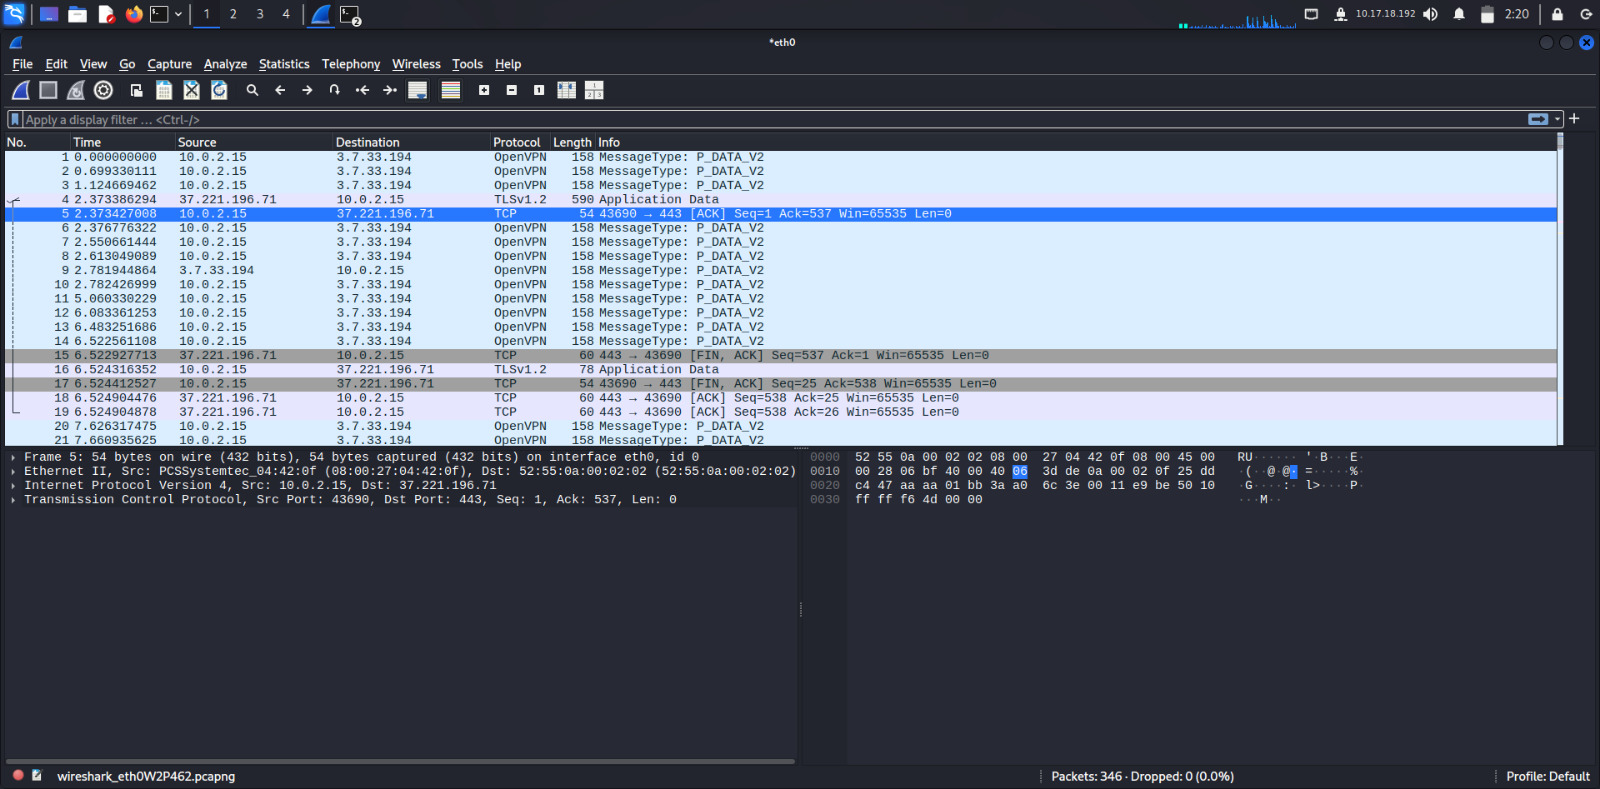 1 2 3 4 2 10.17.18.192 2:20
*eth0
File Edit View Go Capture Analyze Statistics Telephony Wireless Tools Help
Apply a display filter … <Ctrl-/>
No. Time Source Destination Protocol Length Info
1 0.000000000 10.0.2.15 3.7.33.194 OpenVPN 158 MessageType: P_DATA_V2
2 0.699330111 10.0.2.15 3.7.33.194 OpenVPN 158 MessageType: P_DATA_V2
3 1.124669462 10.0.2.15 3.7.33.194 OpenVPN 158 MessageType: P_DATA_V2
4 2.373386294 37.221.196.71 10.0.2.15 TLSv1.2 590 Application Data
5 2.373427008 10.0.2.15 37.221.196.71 TCP 54 43690 → 443 [ACK] Seq=1 Ack=537 Win=65535 Len=0
6 2.376776322 10.0.2.15 3.7.33.194 OpenVPN 158 MessageType: P_DATA_V2
7 2.550661444 10.0.2.15 3.7.33.194 OpenVPN 158 MessageType: P_DATA_V2
8 2.613049089 10.0.2.15 3.7.33.194 OpenVPN 158 MessageType: P_DATA_V2
9 2.781944864 3.7.33.194 10.0.2.15 OpenVPN 158 MessageType: P_DATA_V2
10 2.782426999 10.0.2.15 3.7.33.194 OpenVPN 158 MessageType: P_DATA_V2
11 5.060330229 10.0.2.15 3.7.33.194 OpenVPN 158 MessageType: P_DATA_V2
12 6.083361253 10.0.2.15 3.7.33.194 OpenVPN 158 MessageType: P_DATA_V2
13 6.483251686 10.0.2.15 3.7.33.194 OpenVPN 158 MessageType: P_DATA_V2
14 6.522561108 10.0.2.15 3.7.33.194 OpenVPN 158 MessageType: P_DATA_V2
15 6.522927713 37.221.196.71 10.0.2.15 TCP 60 443 → 43690 [FIN, ACK] Seq=537 Ack=1 Win=65535 Len=0
16 6.524316352 10.0.2.15 37.221.196.71 TLSv1.2 78 Application Data
17 6.524412527 10.0.2.15 37.221.196.71 TCP 54 43690 → 443 [FIN, ACK] Seq=25 Ack=538 Win=65535 Len=0
18 6.524904476 37.221.196.71 10.0.2.15 TCP 60 443 → 43690 [ACK] Seq=538 Ack=25 Win=65535 Len=0
19 6.524904878 37.221.196.71 10.0.2.15 TCP 60 443 → 43690 [ACK] Seq=538 Ack=26 Win=65535 Len=0
20 7.626317475 10.0.2.15 3.7.33.194 OpenVPN 158 MessageType: P_DATA_V2
21 7.660935625 10.0.2.15 3.7.33.194 OpenVPN 158 MessageType: P_DATA_V2
Frame 5: 54 bytes on wire (432 bits), 54 bytes captured (432 bits) on interface eth0, id 0
Ethernet II, Src: PCSSystemtec_04:42:0f (08:00:27:04:42:0f), Dst: 52:55:0a:00:02:02 (52:55:0a:00:02:02)
Internet Protocol Version 4, Src: 10.0.2.15, Dst: 37.221.196.71
Transmission Control Protocol, Src Port: 43690, Dst Port: 443, Seq: 1, Ack: 537, Len: 0
0000 52 55 0a 00 02 02 08 00 27 04 42 0f 08 00 45 00 RU······ '·B···E·
0010 00 28 06 bf 40 00 40 06 3d de 0a 00 02 0f 25 dd ·(··@·@· =·····%·
0020 c4 47 aa aa 01 bb 3a a0 6c 3e 00 11 e9 be 50 10 ·G····:· l>····P·
0030 ff ff f6 4d 00 00 ···M··
wireshark_eth0W2P462.pcapng
Packets: 346 · Dropped: 0 (0.0%)
Profile: Default